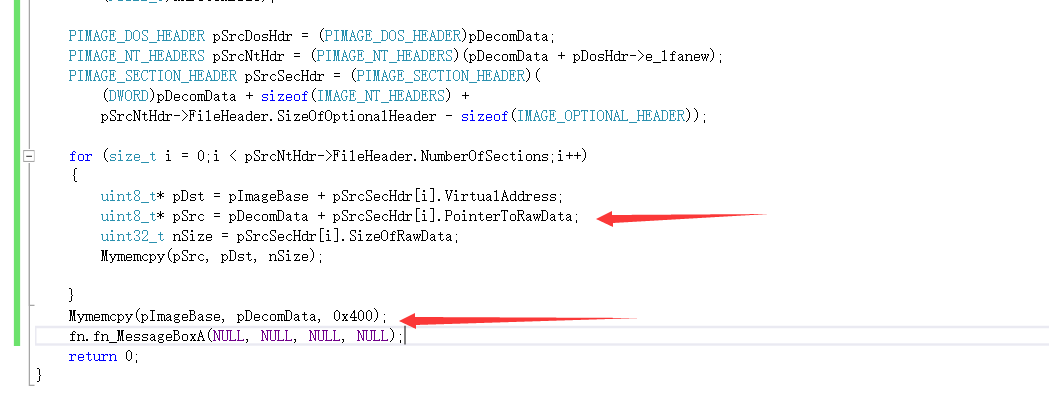 PIMAGE_DOS_HEADER pSrcDosHdr = (PIMAGE_DOS_HEADER)pDecomData;
PIMAGE_NT_HEADERS pSrcNtHdr = (PIMAGE_NT_HEADERS)(pDecomData + pDosHdr->e_lfanew);
PIMAGE_SECTION_HEADER pSrcSecHdr = (PIMAGE_SECTION_HEADER)(
(DWORD)pDecomData + sizeof(IMAGE_NT_HEADERS) +
pSrcNtHdr->FileHeader.SizeOfOptionalHeader - sizeof(IMAGE_OPTIONAL_HEADER));
for (size_t i = 0;i < pSrcNtHdr->FileHeader.NumberOfSections;i++)
{
uint8_t* pDst = pImageBase + pSrcSecHdr[i].VirtualAddress;
uint8_t* pSrc = pDecomData + pSrcSecHdr[i].PointerToRawData;
uint32_t nSize = pSrcSecHdr[i].SizeOfRawData;
Mymemcpy(pSrc, pDst, nSize);
}
Mymemcpy(pImageBase, pDecomData, 0x400);
fn.fn_MessageBoxA(NULL, NULL, NULL, NULL);
return 0;
}